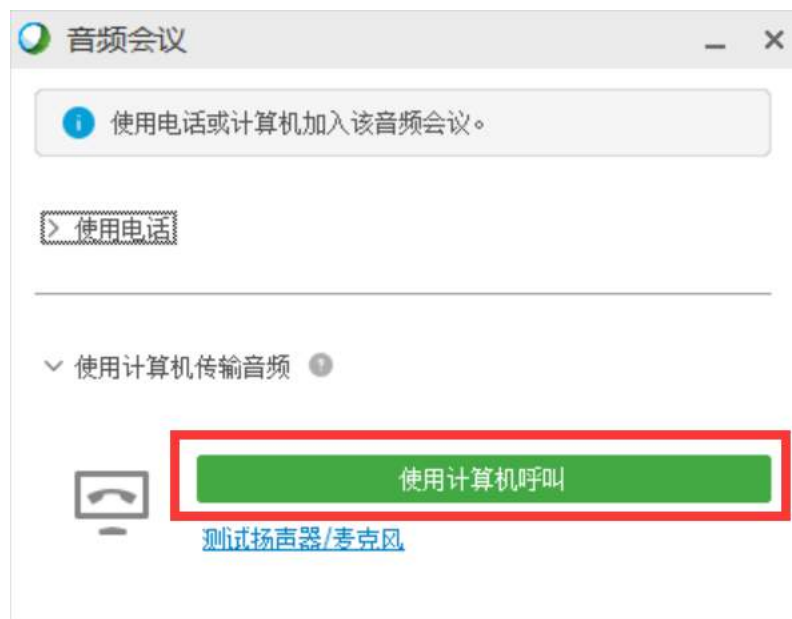 音频会议
使用电话或计算机加入该音频会议。
使用电话
使用计算机传输音频
使用计算机呼叫
测试扬声器/麦克风